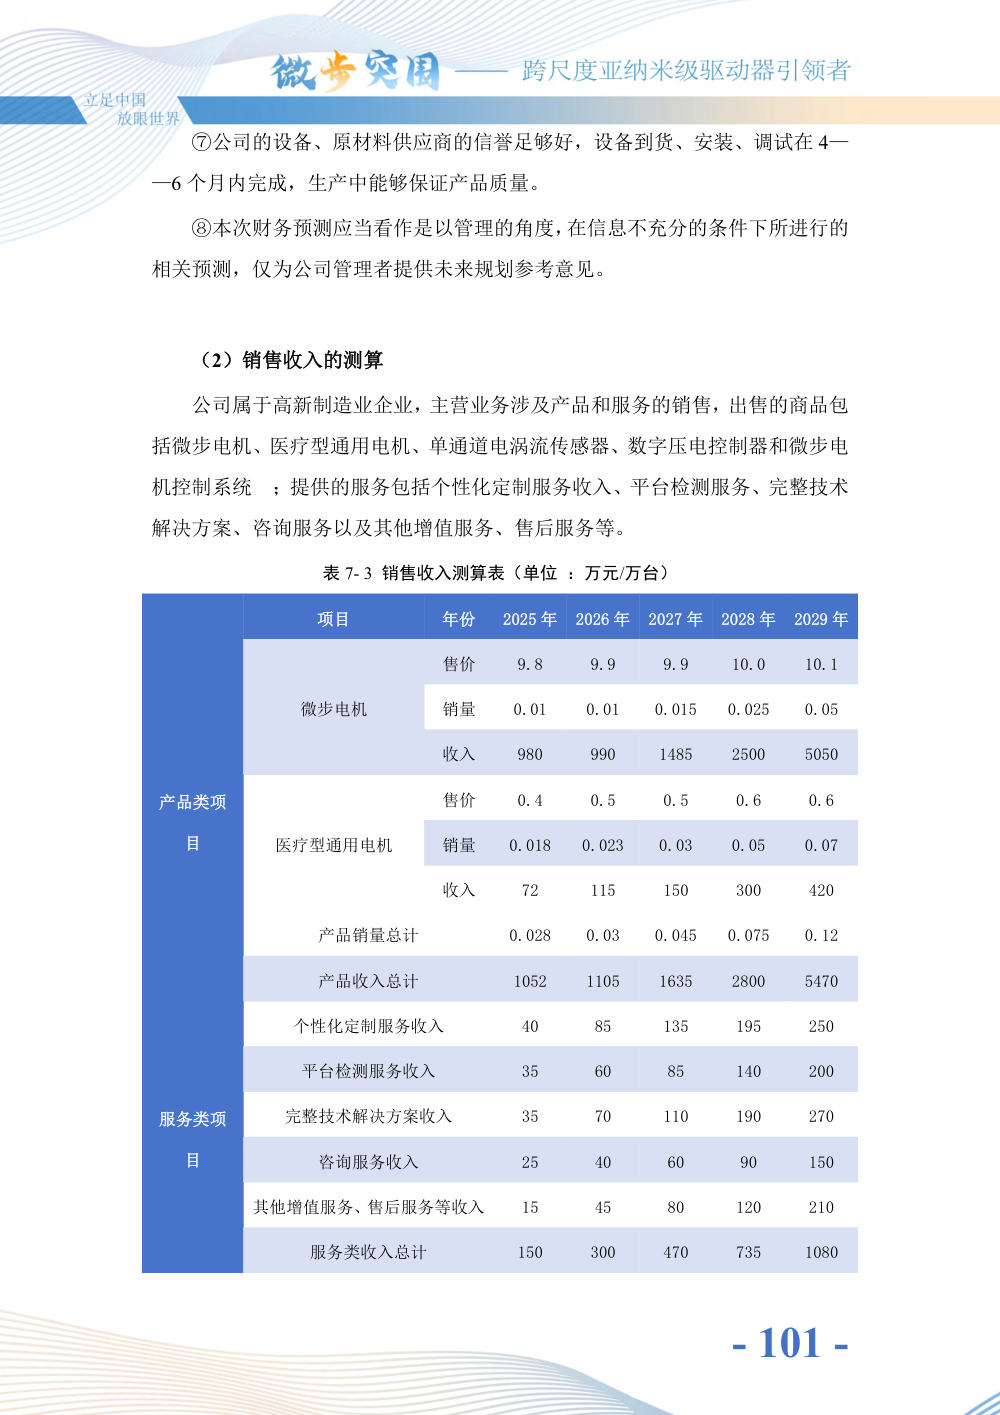 微步突围 —— 跨尺度亚纳米级驱动器引领者
立足中国
放眼世界
⑦公司的设备、原材料供应商的信誉足够好，设备到货、安装、调试在 4—
—6 个月内完成，生产中能够保证产品质量。
⑧本次财务预测应当看作是以管理的角度，在信息不充分的条件下所进行的
相关预测，仅为公司管理者提供未来规划参考意见。
（2）销售收入的测算
公司属于高新制造业企业，主营业务涉及产品和服务的销售，出售的商品包
括微步电机、医疗型通用电机、单通道电涡流传感器、数字压电控制器和微步电
机控制系统 ；提供的服务包括个性化定制服务收入、平台检测服务、完整技术
解决方案、咨询服务以及其他增值服务、售后服务等。
表 7- 3 销售收入测算表（单位 ：万元/万台）
项目 年份 2025 年 2026 年 2027 年 2028 年 2029 年
售价 9.8 9.9 9.9 10.0 10.1
微步电机 销量 0.01 0.01 0.015 0.025 0.05
收入 980 990 1485 2500 5050
产品类项
目
售价 0.4 0.5 0.5 0.6 0.6
医疗型通用电机 销量 0.018 0.023 0.03 0.05 0.07
收入 72 115 150 300 420
产品销量总计 0.028 0.03 0.045 0.075 0.12
产品收入总计 1052 1105 1635 2800 5470
个性化定制服务收入 40 85 135 195 250
平台检测服务收入 35 60 85 140 200
服务类项
目
完整技术解决方案收入 35 70 110 190 270
咨询服务收入 25 40 60 90 150
其他增值服务、售后服务等收入 15 45 80 120 210
服务类收入总计 150 300 470 735 1080
- 101 -